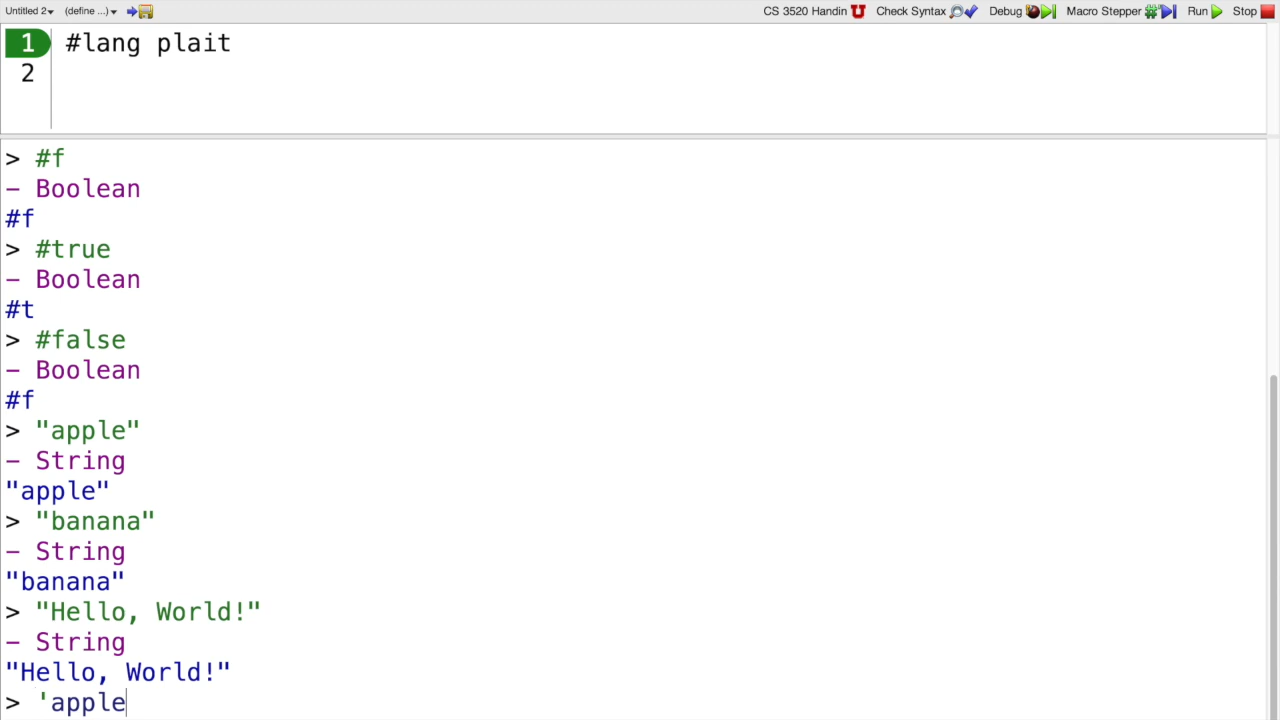 Untitled 2 (define ...) CS 3520 Handin Check Syntax Debug Macro Stepper Run Stop
1 #lang plait
2
> #f
- Boolean
#f
> #true
- Boolean
#t
> #false
- Boolean
#f
> "apple"
- String
"apple"
> "banana"
- String
"banana"
> "Hello, World!"
- String
"Hello, World!"
> 'apple